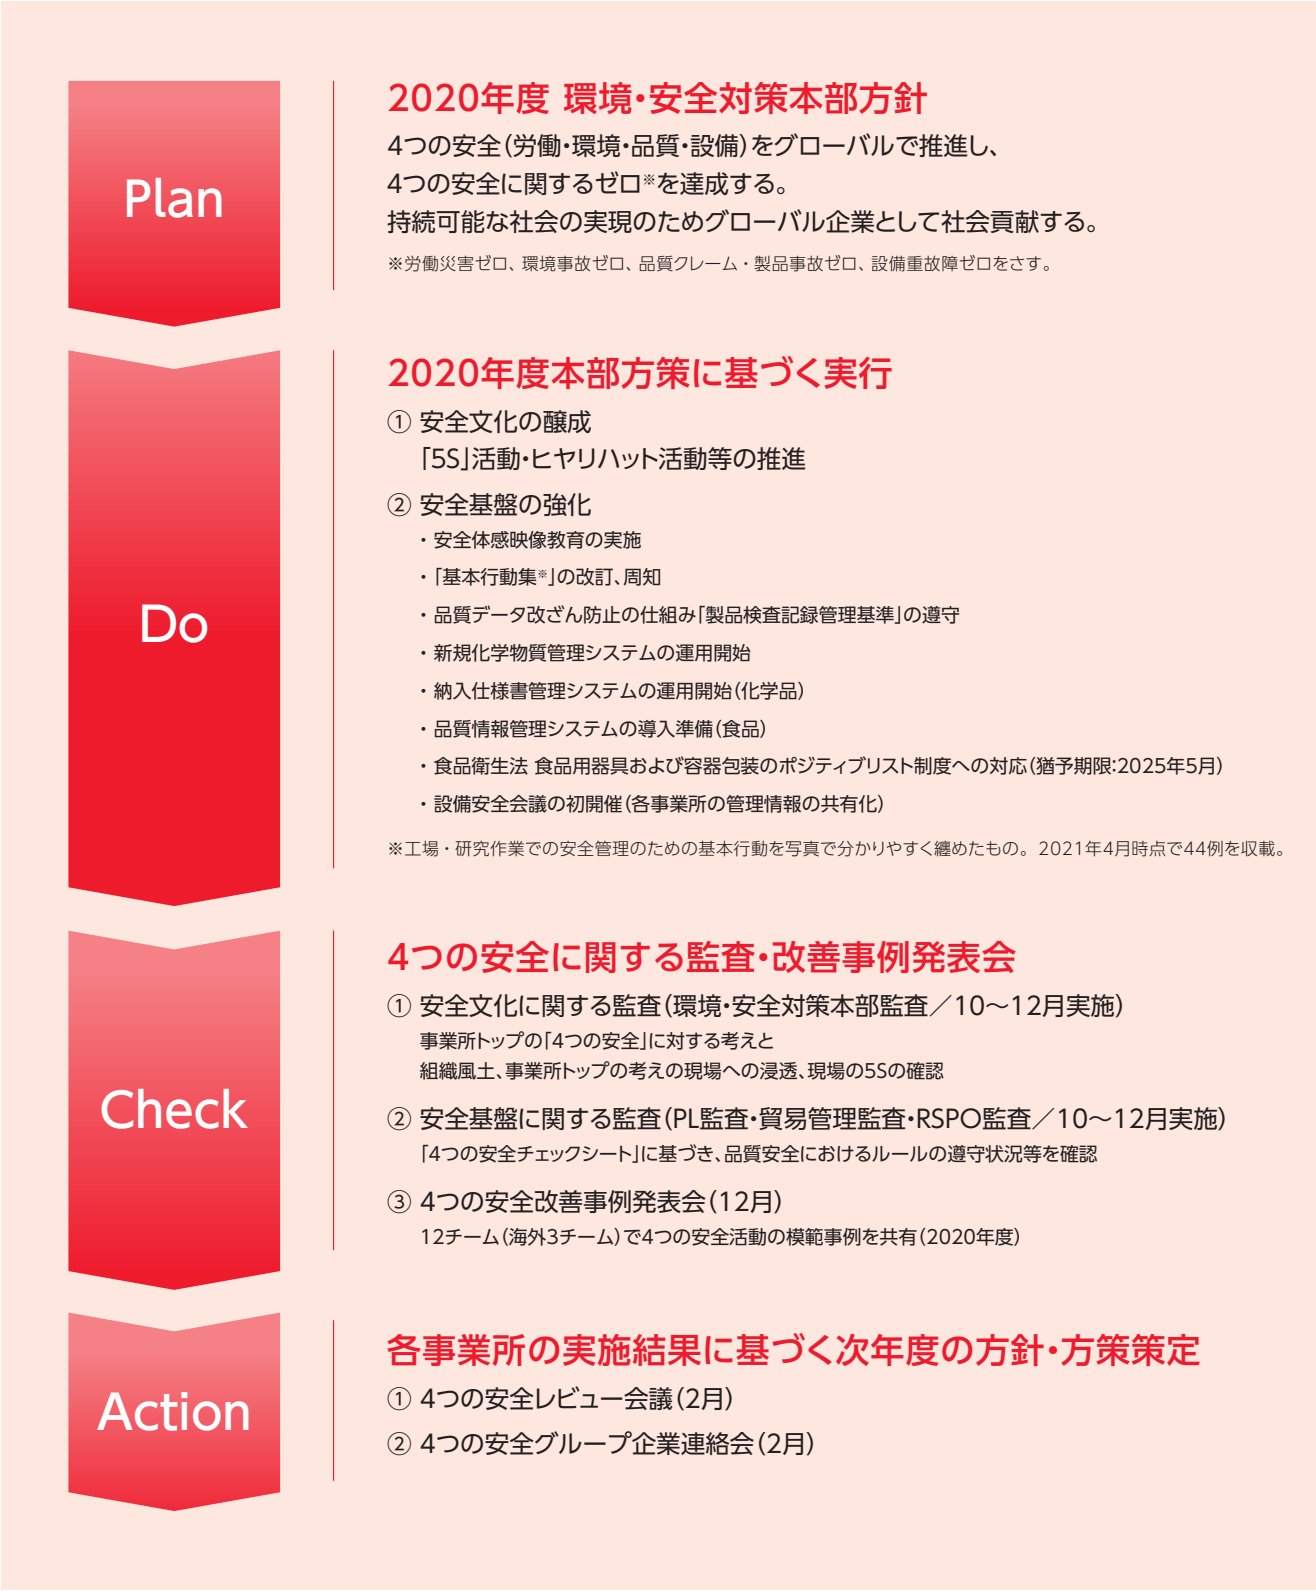 Plan
2020年度 環境・安全対策本部方針
4つの安全（労働・環境・品質・設備）をグローバルで推進し、
4つの安全に関するゼロ※を達成する。
持続可能な社会の実現のためグローバル企業として社会貢献する。
※労働災害ゼロ、環境事故ゼロ、品質クレーム・製品事故ゼロ、設備重故障ゼロをさす。
Do
2020年度本部方策に基づく実行
① 安全文化の醸成
「5S」活動・ヒヤリハット活動等の推進
② 安全基盤の強化
・安全体感映像教育の実施
・「基本行動集※」の改訂、周知
・品質データ改ざん防止の仕組み「製品検査記録管理基準」の遵守
・新規化学物質管理システムの運用開始
・納入仕様書管理システムの運用開始（化学品）
・品質情報管理システムの導入準備（食品）
・食品衛生法 食品用器具および容器包装のポジティブリスト制度への対応（猶予期限：2025年5月）
・設備安全会議の初開催（各事業所の管理情報の共有化）
※工場・研究作業での安全管理のための基本行動を写真で分かりやすく纏めたもの。2021年4月時点で44例を収載。
Check
4つの安全に関する監査・改善事例発表会
① 安全文化に関する監査（環境・安全対策本部監査／10～12月実施）
事業所トップの「4つの安全」に対する考えと
組織風土、事業所トップの考えの現場への浸透、現場の5Sの確認
② 安全基盤に関する監査（PL監査・貿易管理監査・RSPO監査／10～12月実施）
「4つの安全チェックシート」に基づき、品質安全におけるルールの遵守状況等を確認
③ 4つの安全改善事例発表会（12月）
12チーム（海外3チーム）で4つの安全活動の模範事例を共有（2020年度）
Action
各事業所の実施結果に基づく次年度の方針・方策策定
① 4つの安全レビュー会議（2月）
② 4つの安全グループ企業連絡会（2月）